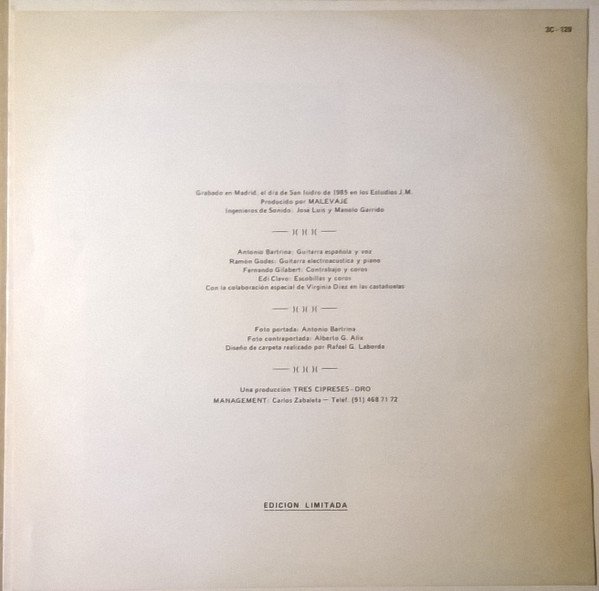 3C-129
Grabado en Madrid, el día de San Isidro de 1985 en los Estudios J.M.
Producido por MALEVAJE
Ingenieros de Sonido: José Luis y Manolo Garrido
Antonio Bartrina: Guitarra española y voz
Ramón Godes: Guitarra electroacústica y piano
Fernando Gilabert: Contrabajo y coros
Edi Clavo: Escobillas y coros
Con la colaboración especial de Virginia Díez en las castañuelas
Foto portada: Antonio Bartrina
Foto contraportada: Alberto G. Alix
Diseño de carpeta realizado por Rafael G. Laborda
Una producción TRES CIPRESES-DRO
MANAGEMENT: Carlos Zabaleta — Teléf. (91) 468 71 72
EDICION LIMITADA